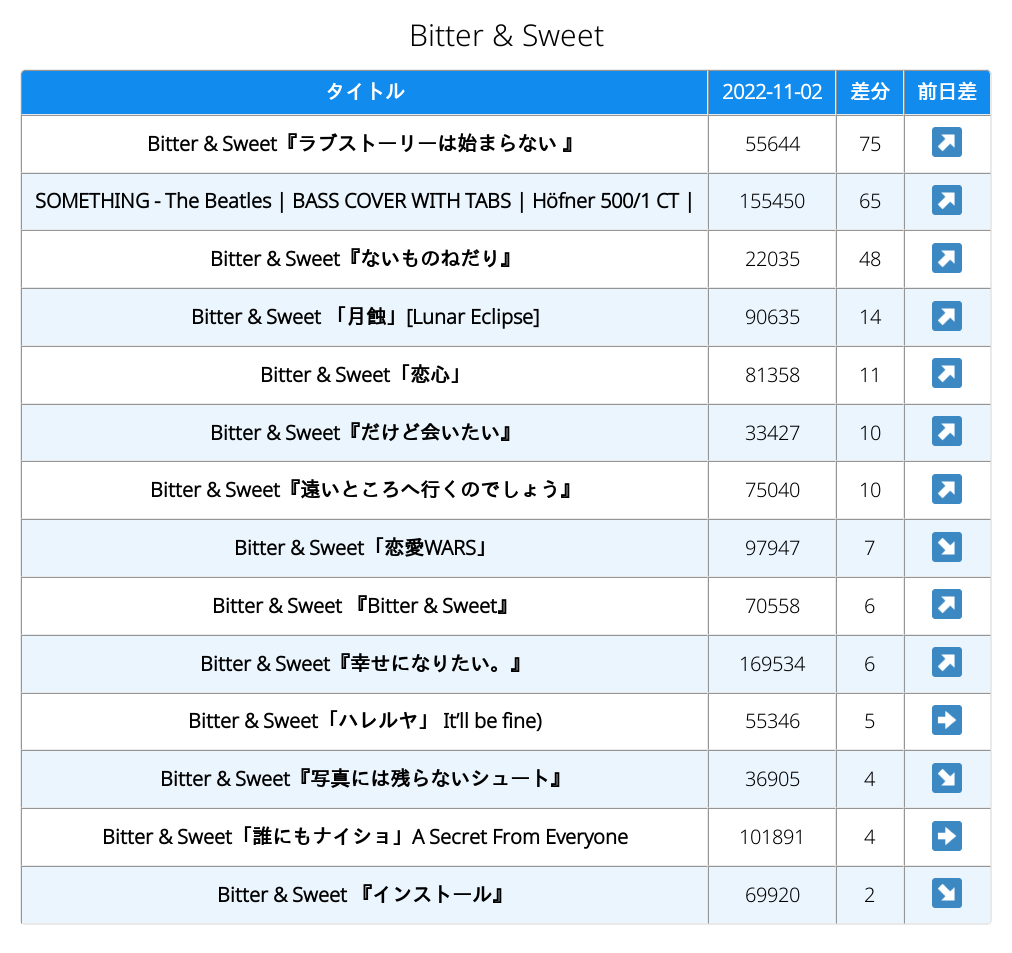 Bitter & Sweet
タイトル 2022-11-02 差分 前日差
Bitter & Sweet『ラブストーリーは始まらない 』 55644 75 ↗
SOMETHING - The Beatles | BASS COVER WITH TABS | Höfner 500/1 CT | 155450 65 ↗
Bitter & Sweet『ないものねだり』 22035 48 ↗
Bitter & Sweet 「月蝕」[Lunar Eclipse] 90635 14 ↗
Bitter & Sweet「恋心」 81358 11 ↗
Bitter & Sweet『だけど会いたい』 33427 10 ↗
Bitter & Sweet『遠いところへ行くのでしょう』 75040 10 ↗
Bitter & Sweet「恋愛WARS」 97947 7 ↘
Bitter & Sweet 『Bitter & Sweet』 70558 6 ↗
Bitter & Sweet『幸せになりたい。』 169534 6 ↗
Bitter & Sweet「ハレルヤ」 It’ll be fine) 55346 5 ➡
Bitter & Sweet『写真には残らないシュート』 36905 4 ↘
Bitter & Sweet「誰にもナイショ」A Secret From Everyone 101891 4 ➡
Bitter & Sweet 『インストール』 69920 2 ↘